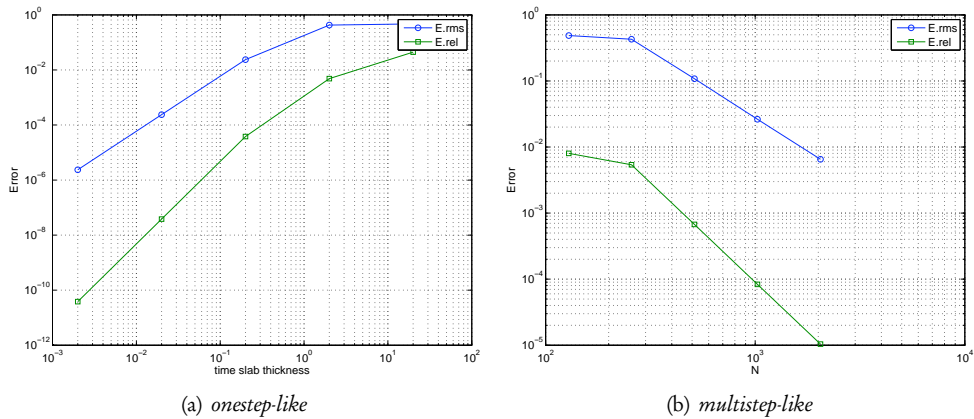 10^0
10^−2
10^−4
10^−6
10^−8
10^−10
10^−12
Error
10^−3
10^−2
10^−1
10^0
10^1
10^2
time slab thickness
E.rms
E.rel
(a) onestep-like
10^0
10^−1
10^−2
10^−3
10^−4
10^−5
Error
10^2
10^3
10^4
N
E.rms
E.rel
(b) multistep-like